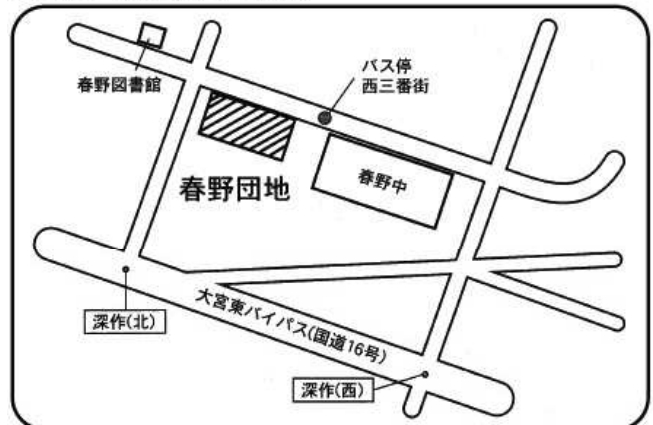 春野図書館
バス停
西三番街
春野団地
春野中
深作(北)
大宮東バイパス(国道16号)
深作(西)